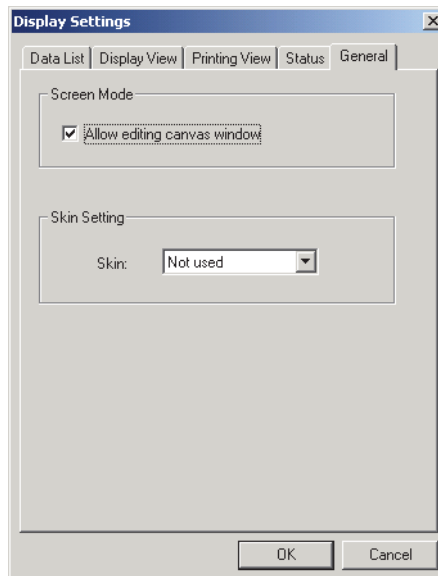 Display Settings
Data List Display View Printing View Status General
Screen Mode
Allow editing canvas window
Skin Setting
Skin: Not used
OK Cancel